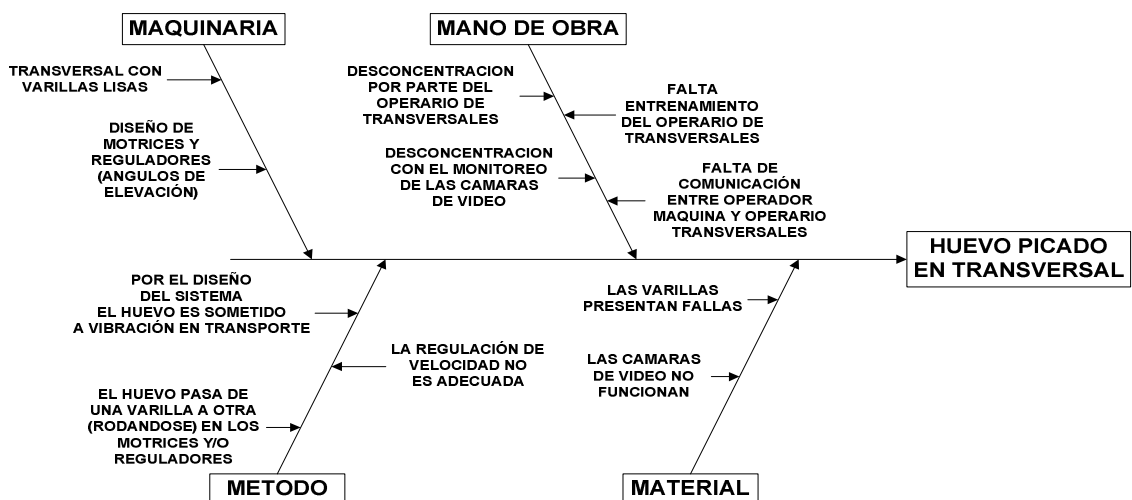 MAQUINARIA
MANO DE OBRA
TRANSVERSAL CON
VARILLAS LISAS
DISEÑO DE
MOTRICES Y
REGULADORES
(ANGULOS DE
ELEVACIÓN)
DESCONCENTRACION
POR PARTE DEL
OPERARIO DE
TRANSVERSALES
FALTA
ENTRENAMIENTO
DEL OPERARIO DE
TRANSVERSALES
DESCONCENTRACION
CON EL MONITOREO
DE LAS CAMARAS
DE VIDEO
FALTA DE
COMUNICACIÓN
ENTRE OPERADOR
MAQUINA Y OPERARIO
TRANSVERSALES
HUEVO PICADO
EN TRANSVERSAL
POR EL DISEÑO
DEL SISTEMA
EL HUEVO ES SOMETIDO
A VIBRACIÓN EN TRANSPORTE
LA REGULACIÓN DE
VELOCIDAD NO
ES ADECUADA
EL HUEVO PASA DE
UNA VARILLA A OTRA
(RODANDOSE) EN LOS
MOTRICES Y/O
REGULADORES
LAS VARILLAS
PRESENTAN FALLAS
LAS CAMARAS
DE VIDEO NO
FUNCIONAN
METODO
MATERIAL